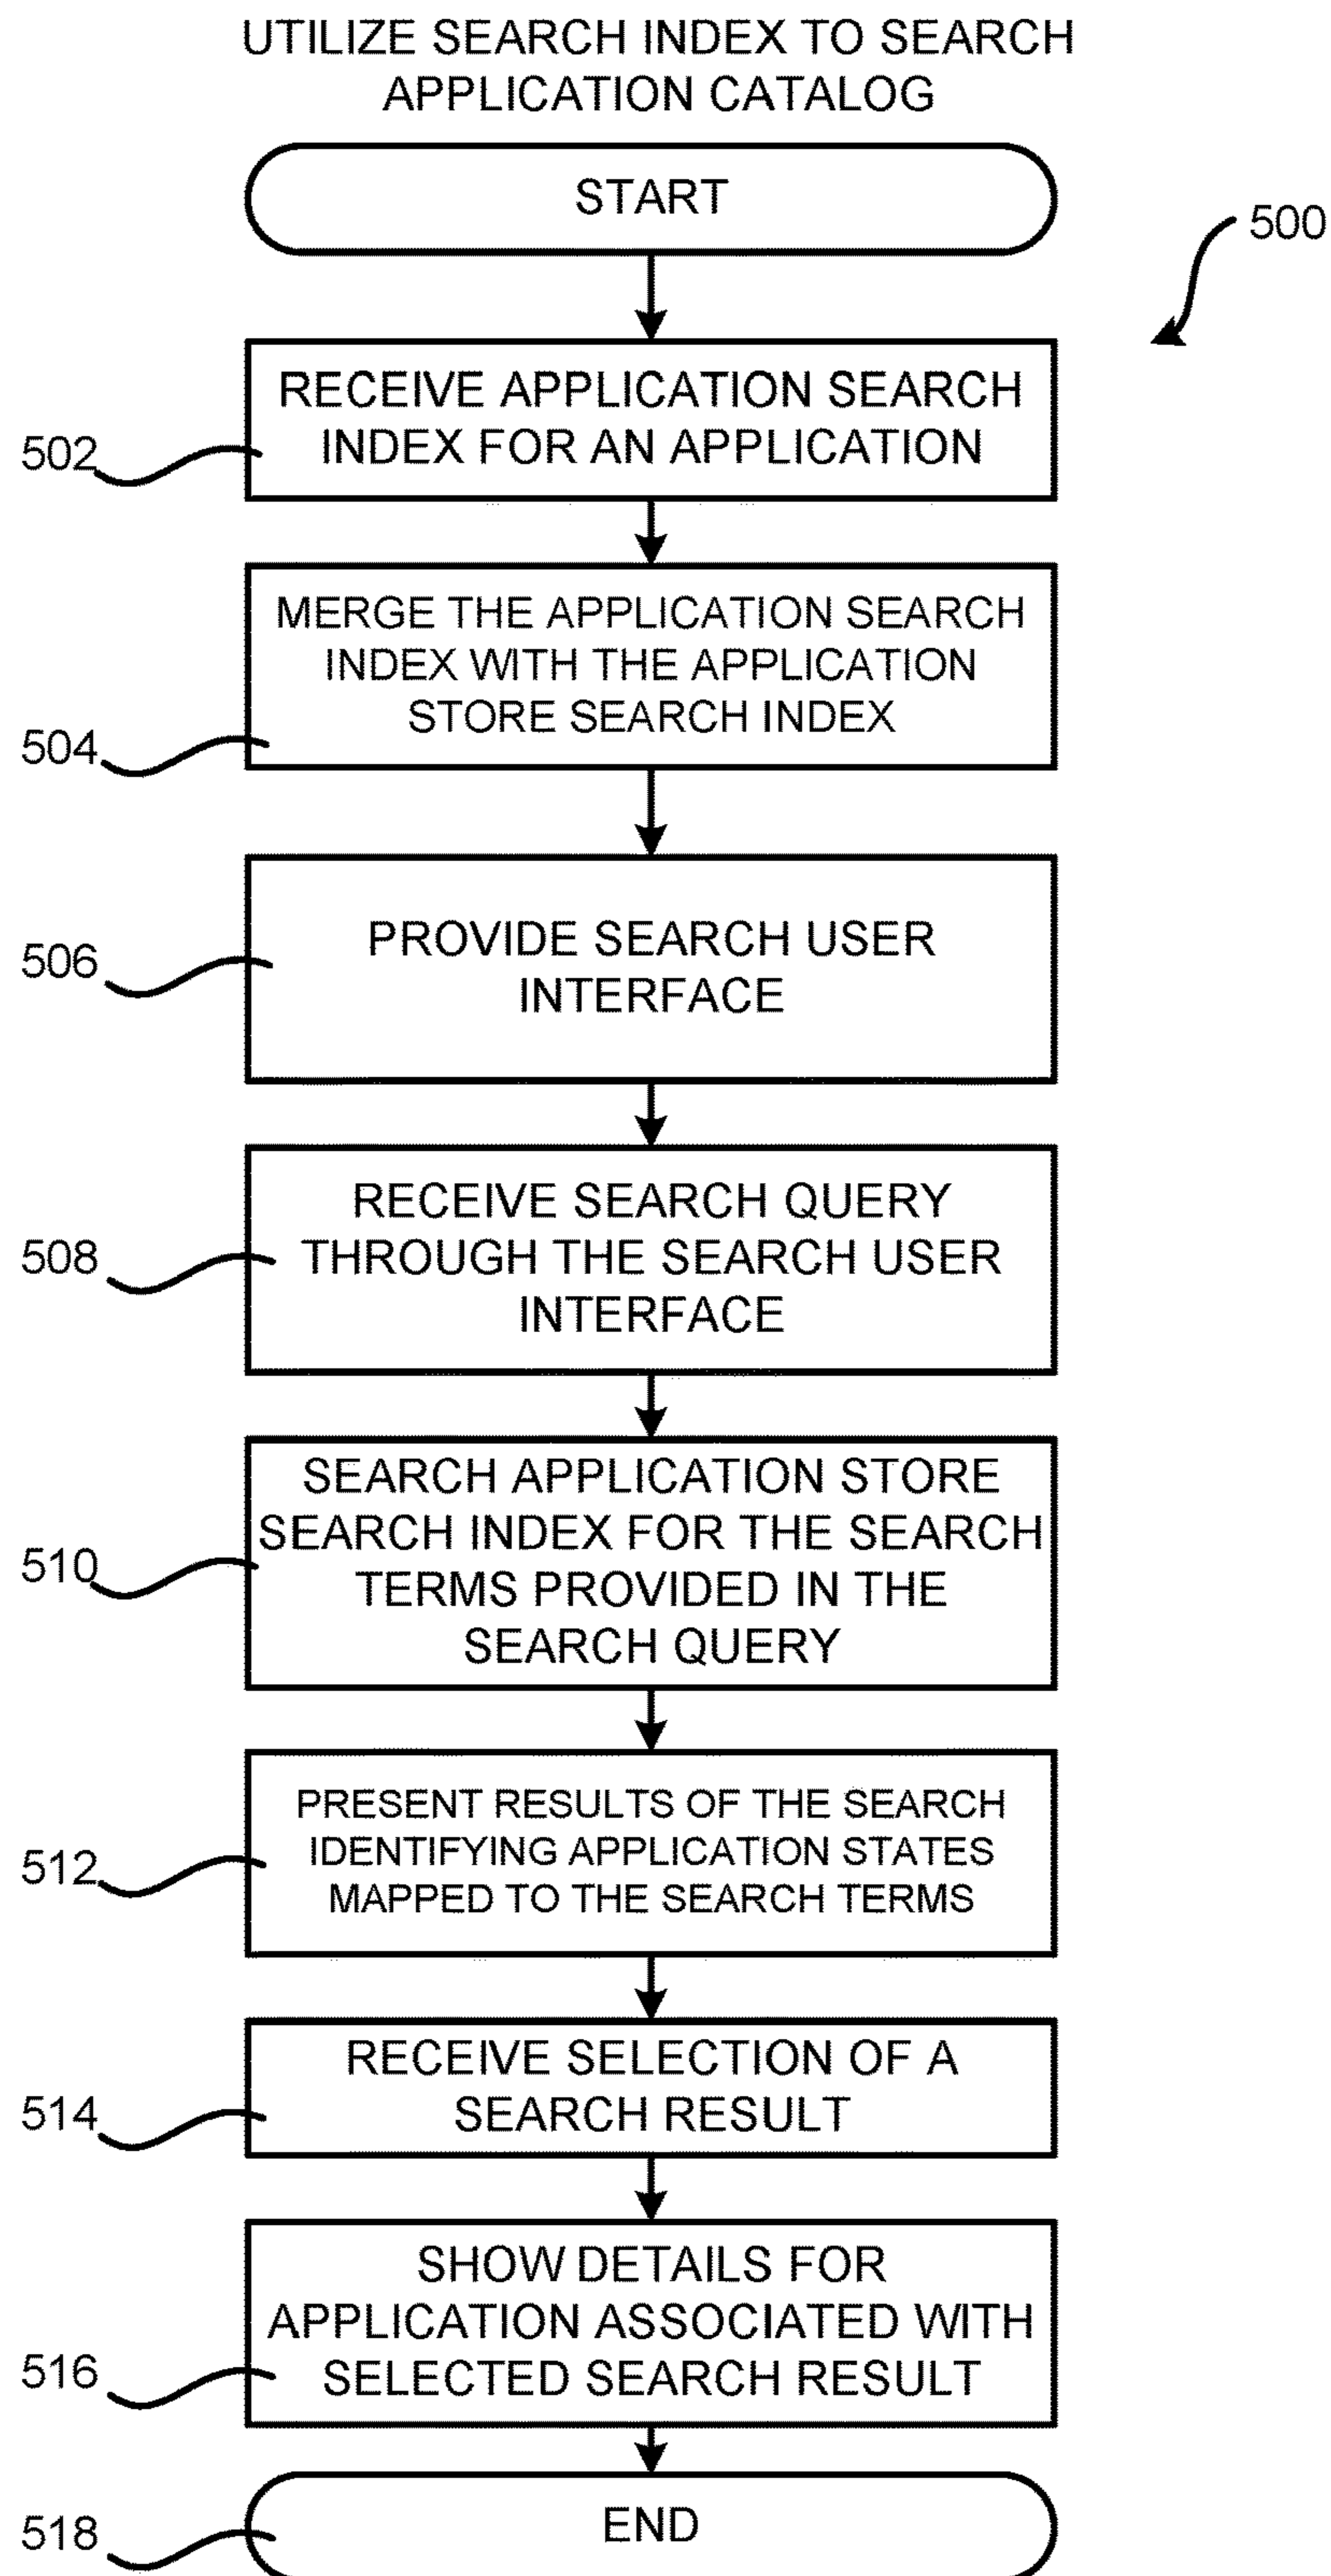 UTILIZE SEARCH INDEX TO SEARCH
APPLICATION CATALOG
START
500
RECEIVE APPLICATION SEARCH
INDEX FOR AN APPLICATION
502
MERGE THE APPLICATION SEARCH
INDEX WITH THE APPLICATION
STORE SEARCH INDEX
504
PROVIDE SEARCH USER
INTERFACE
506
RECEIVE SEARCH QUERY
THROUGH THE SEARCH USER
INTERFACE
508
SEARCH APPLICATION STORE
SEARCH INDEX FOR THE SEARCH
TERMS PROVIDED IN THE
SEARCH QUERY
510
PRESENT RESULTS OF THE SEARCH
IDENTIFYING APPLICATION STATES
MAPPED TO THE SEARCH TERMS
512
RECEIVE SELECTION OF A
SEARCH RESULT
514
SHOW DETAILS FOR
APPLICATION ASSOCIATED WITH
SELECTED SEARCH RESULT
516
END
518